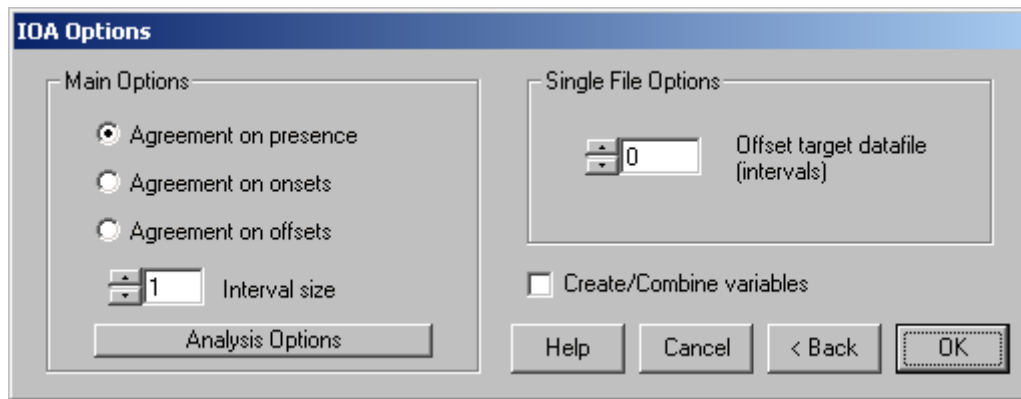 IOA Options
Main Options
Agreement on presence
Agreement on onsets
Agreement on offsets
1 Interval size
Analysis Options
Single File Options
0 Offset target datafile
(intervals)
Create/Combine variables
Help Cancel < Back OK